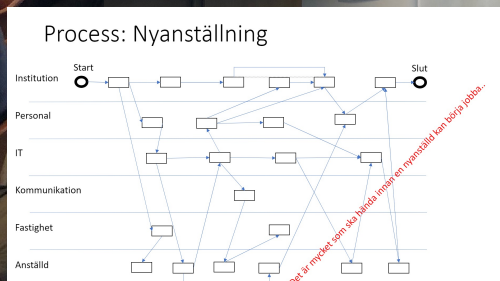 Process: Nyanställning
Start
Slut
Institution
Personal
IT
Kommunikation
Fastighet
Anställd
Det är mycket som ska hända innan en nyanställd kan börja jobba..